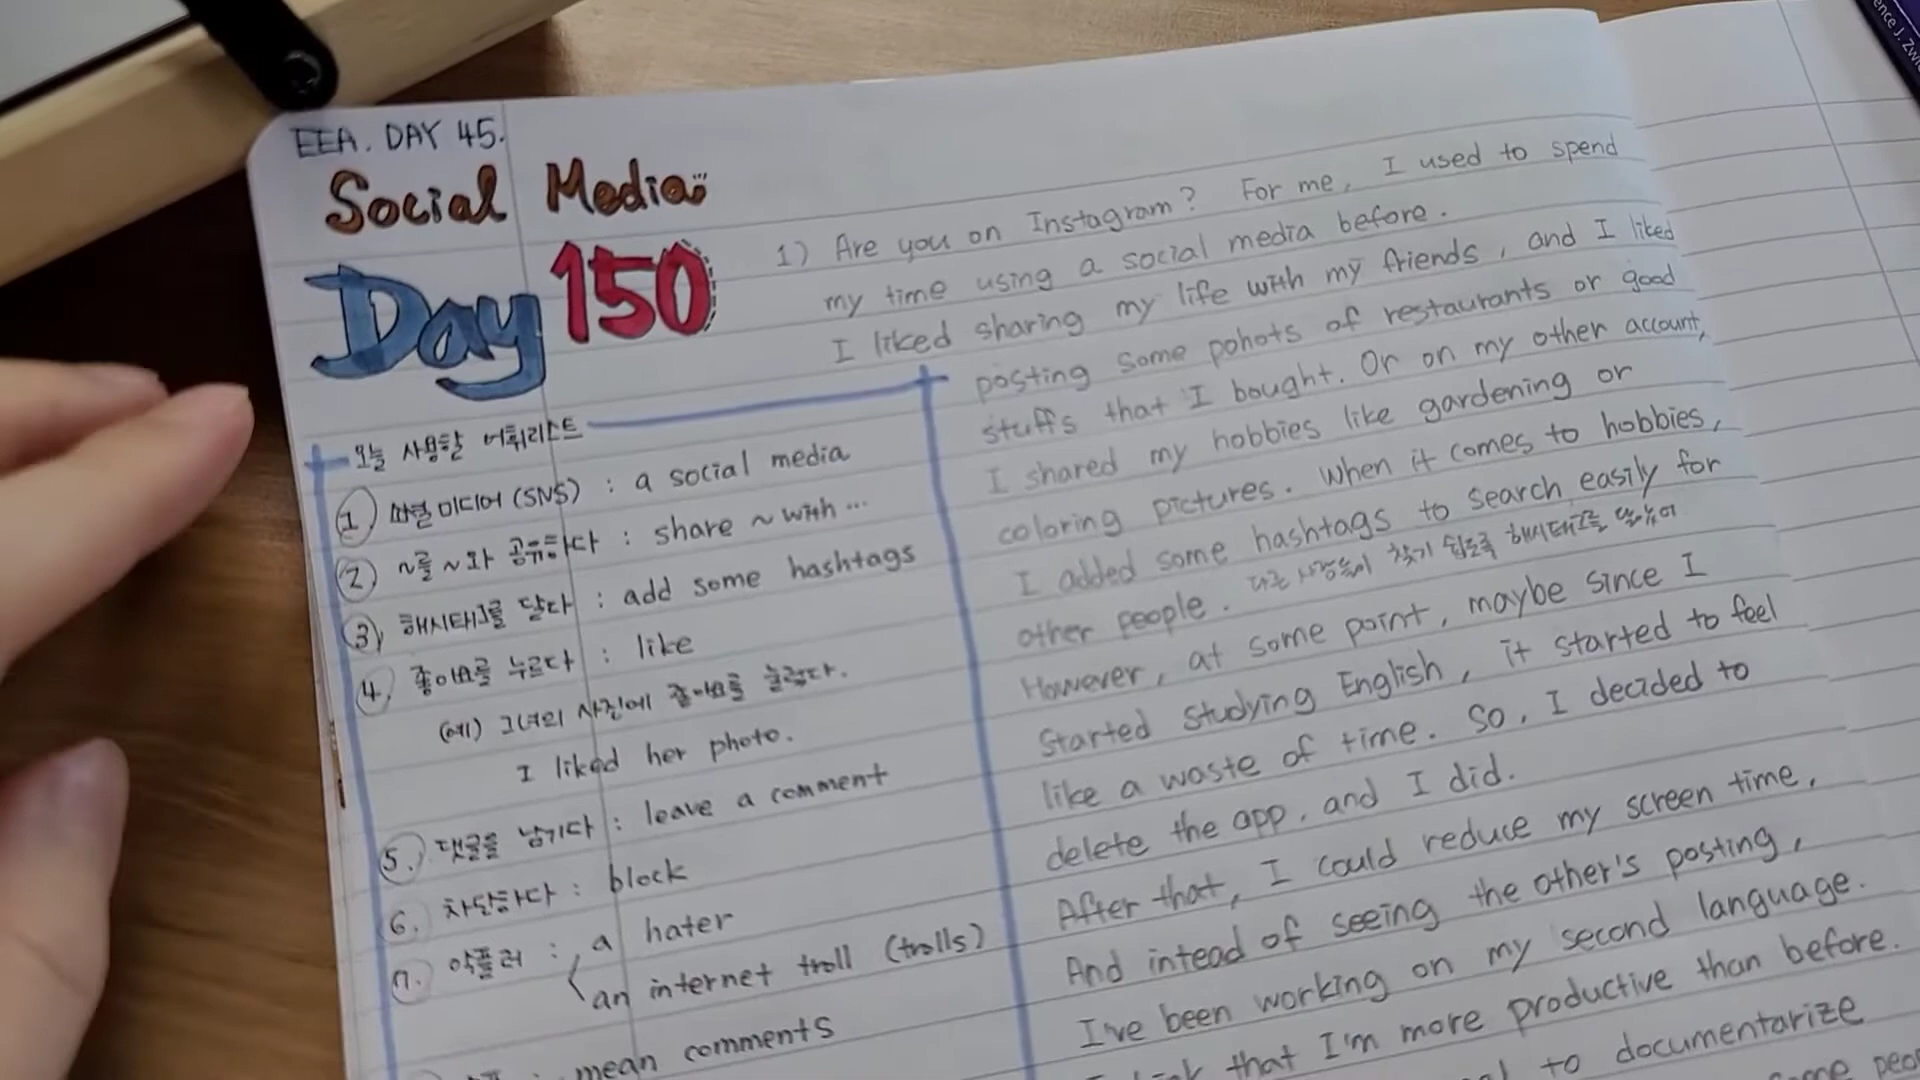 EEA. DAY 45.
Social Media
Day 150
오늘 사용할 어휘리스트
① 쏘셜 미디어 (SNS) : a social media
② ~를 ~와 공유하다 : share ~ with ...
③ 해시태그를 달다 : add some hashtags
4. 좋아요를 누르다 : like
(예) 그녀의 사진에 좋아요를 눌렀다.
I liked her photo.
5. 댓글을 남기다 : leave a comment
6. 차단하다 : block
7. 악플러 : a hater
an internet troll (trolls)
: mean comments
1) Are you on Instagram? For me, I used to spend
my time using a social media before.
I liked sharing my life with my friends, and I liked
posting some pohots of restaurants or good
stuffs that I bought. Or on my other account,
I shared my hobbies like gardening or
coloring pictures. When it comes to hobbies,
I added some hashtags to search easily for
other people. 다른 사람들이 찾기 쉽도록 해시태그를
However, at some point, maybe since I
started studying English, it started to feel
like a waste of time. So, I decided to
delete the app, and I did.
After that, I could reduce my screen time,
And intead of seeing the other's posting,
I've been working on my second language.
that I'm more productive than before.
to documentarize